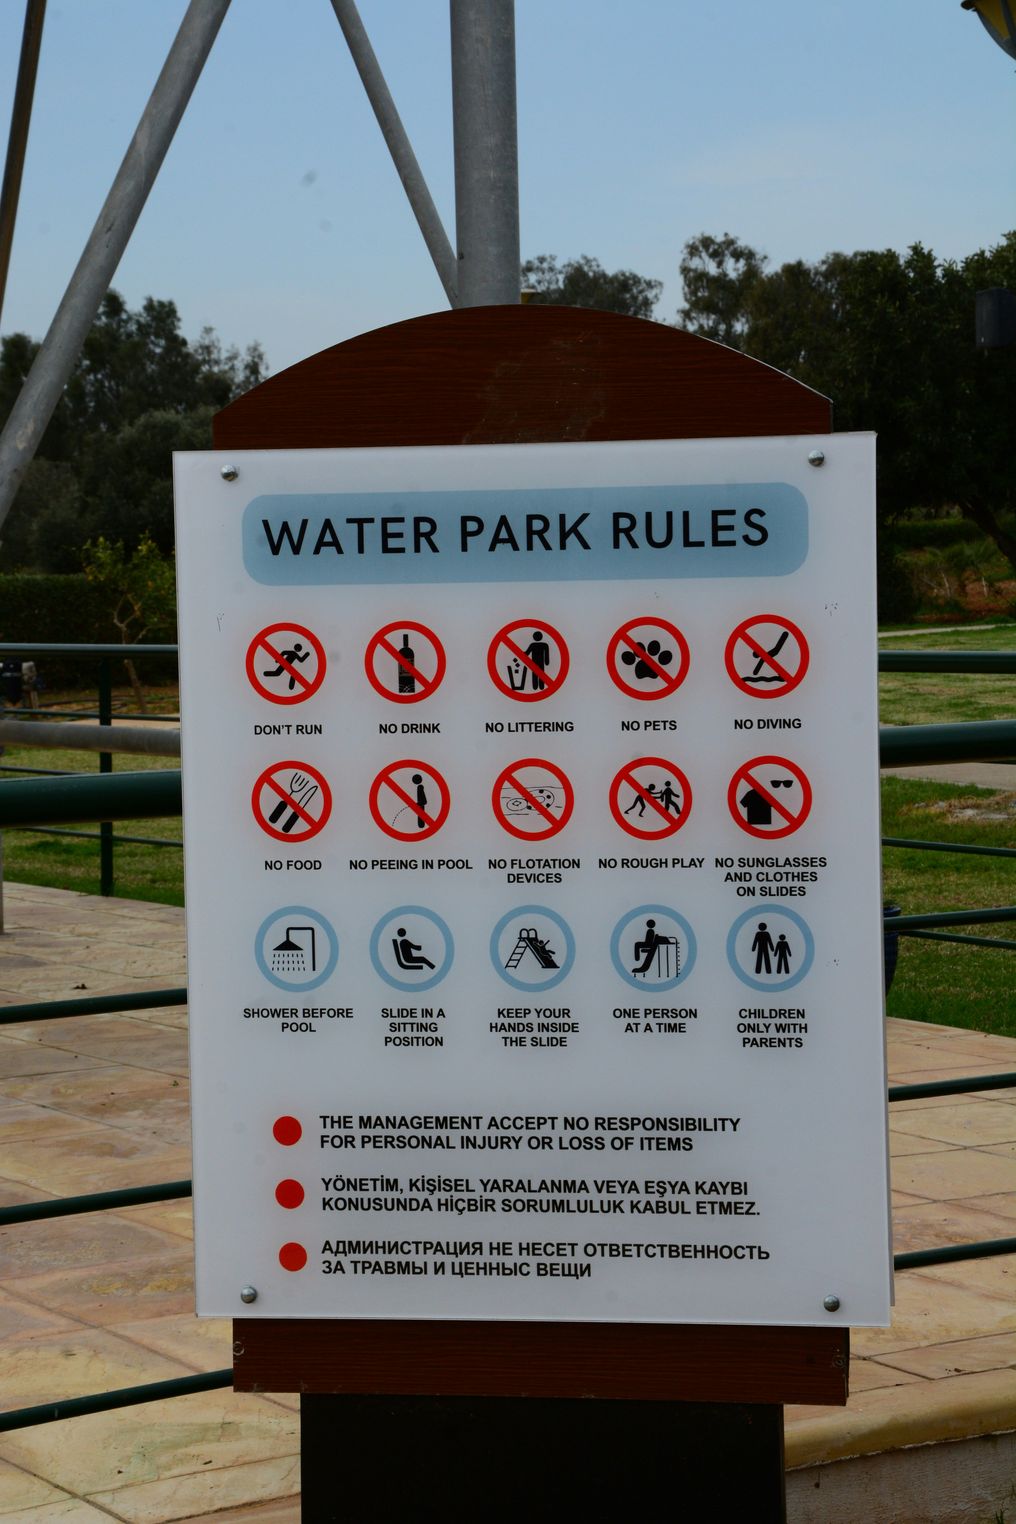 WATER PARK RULES
DON'T RUN
NO DRINK
NO LITTERING
NO PETS
NO DIVING
NO FOOD
NO PEEING IN POOL
NO FLOTATION
DEVICES
NO ROUGH PLAY
NO SUNGLASSES
AND CLOTHES
ON SLIDES
SHOWER BEFORE
POOL
SLIDE IN A
SITTING
POSITION
KEEP YOUR
HANDS INSIDE
THE SLIDE
ONE PERSON
AT A TIME
CHILDREN
ONLY WITH
PARENTS
THE MANAGEMENT ACCEPT NO RESPONSIBILITY
FOR PERSONAL INJURY OR LOSS OF ITEMS
YÖNETİM, KİŞİSEL YARALANMA VEYA EŞYA KAYBI
KONUSUNDA HİÇBİR SORUMLULUK KABUL ETMEZ.
АДМИНИСТРАЦИЯ НЕ НЕСЕТ ОТВЕТСТВЕННОСТЬ
ЗА ТРАВМЫ И ЦЕННЫС ВЕЩИ